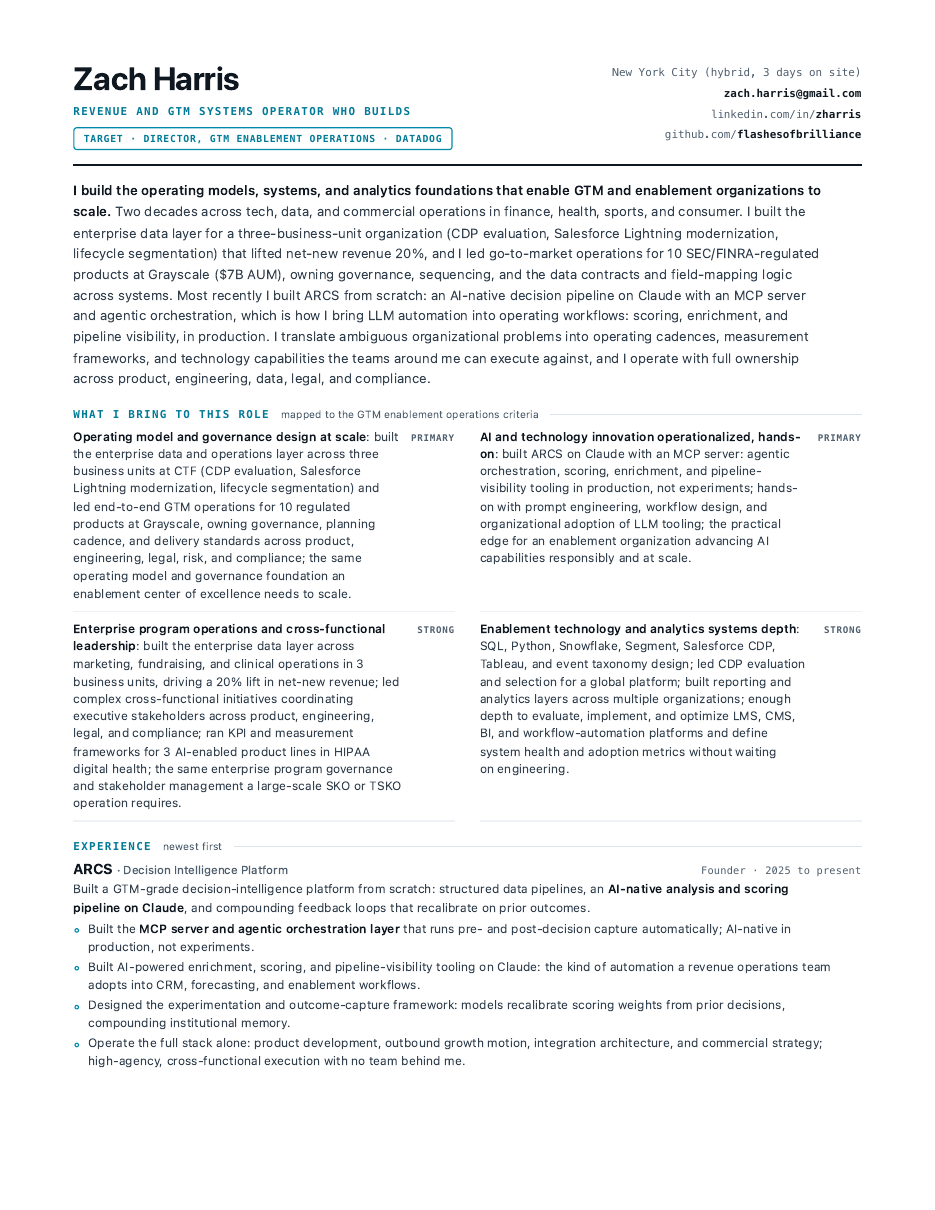 Zach Harris
New York City (hybrid, 3 days on site)
zach.harris@gmail.com
REVENUE AND GTM SYSTEMS OPERATOR WHO BUILDS
linkedin.com/in/zharris
TARGET · DIRECTOR, GTM ENABLEMENT OPERATIONS · DATADOG
github.com/flashesofbrilliance
I build the operating models, systems, and analytics foundations that enable GTM and enablement organizations to
scale. Two decades across tech, data, and commercial operations in finance, health, sports, and consumer. I built the
enterprise data layer for a three-business-unit organization (CDP evaluation, Salesforce Lightning modernization,
lifecycle segmentation) that lifted net-new revenue 20%, and I led go-to-market operations for 10 SEC/FINRA-regulated
products at Grayscale ($7B AUM), owning governance, sequencing, and the data contracts and field-mapping logic
across systems. Most recently I built ARCS from scratch: an AI-native decision pipeline on Claude with an MCP server
and agentic orchestration, which is how I bring LLM automation into operating workflows: scoring, enrichment, and
pipeline visibility, in production. I translate ambiguous organizational problems into operating cadences, measurement
frameworks, and technology capabilities the teams around me can execute against, and I operate with full ownership
across product, engineering, data, legal, and compliance.
WHAT I BRING TO THIS ROLE mapped to the GTM enablement operations criteria
Operating model and governance design at scale: built PRIMARY
the enterprise data and operations layer across three
business units at CTF (CDP evaluation, Salesforce
Lightning modernization, lifecycle segmentation) and
led end-to-end GTM operations for 10 regulated
products at Grayscale, owning governance, planning
cadence, and delivery standards across product,
engineering, legal, risk, and compliance; the same
operating model and governance foundation an
enablement center of excellence needs to scale.
AI and technology innovation operationalized, hands- PRIMARY
on: built ARCS on Claude with an MCP server: agentic
orchestration, scoring, enrichment, and pipeline-
visibility tooling in production, not experiments; hands-
on with prompt engineering, workflow design, and
organizational adoption of LLM tooling; the practical
edge for an enablement organization advancing AI
capabilities responsibly and at scale.
Enterprise program operations and cross-functional STRONG
leadership: built the enterprise data layer across
marketing, fundraising, and clinical operations in 3
business units, driving a 20% lift in net-new revenue; led
complex cross-functional initiatives coordinating
executive stakeholders across product, engineering,
legal, and compliance; ran KPI and measurement
frameworks for 3 AI-enabled product lines in HIPAA
digital health; the same enterprise program governance
and stakeholder management a large-scale SKO or TSKO
operation requires.
Enablement technology and analytics systems depth: STRONG
SQL, Python, Snowflake, Segment, Salesforce CDP,
Tableau, and event taxonomy design; led CDP evaluation
and selection for a global platform; built reporting and
analytics layers across multiple organizations; enough
depth to evaluate, implement, and optimize LMS, CMS,
BI, and workflow-automation platforms and define
system health and adoption metrics without waiting
on engineering.
EXPERIENCE newest first
ARCS · Decision Intelligence Platform Founder · 2025 to present
Built a GTM-grade decision-intelligence platform from scratch: structured data pipelines, an AI-native analysis and scoring
pipeline on Claude, and compounding feedback loops that recalibrate on prior outcomes.
Built the MCP server and agentic orchestration layer that runs pre- and post-decision capture automatically; AI-native in
production, not experiments.
Built AI-powered enrichment, scoring, and pipeline-visibility tooling on Claude: the kind of automation a revenue operations team
adopts into CRM, forecasting, and enablement workflows.
Designed the experimentation and outcome-capture framework: models recalibrate scoring weights from prior decisions,
compounding institutional memory.
Operate the full stack alone: product development, outbound growth motion, integration architecture, and commercial strategy;
high-agency, cross-functional execution with no team behind me.